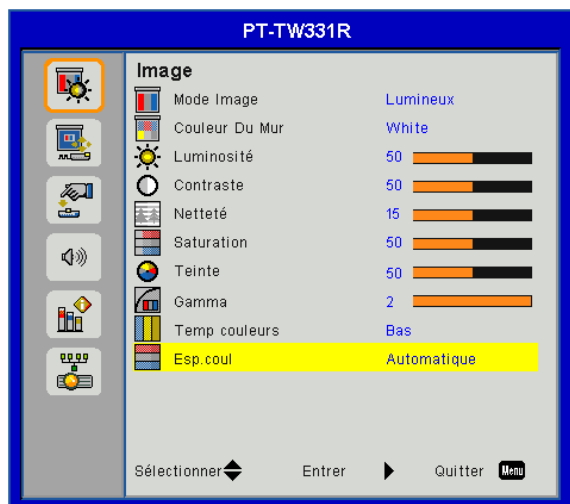 PT-TW331R
Image
Mode Image Lumineux
Couleur Du Mur White
Luminosité 50
Contraste 50
Netteté 15
Saturation 50
Teinte 50
Gamma 2
Temp couleurs Bas
Esp.coul Automatique
Sélectionner Entrer Quitter Menu